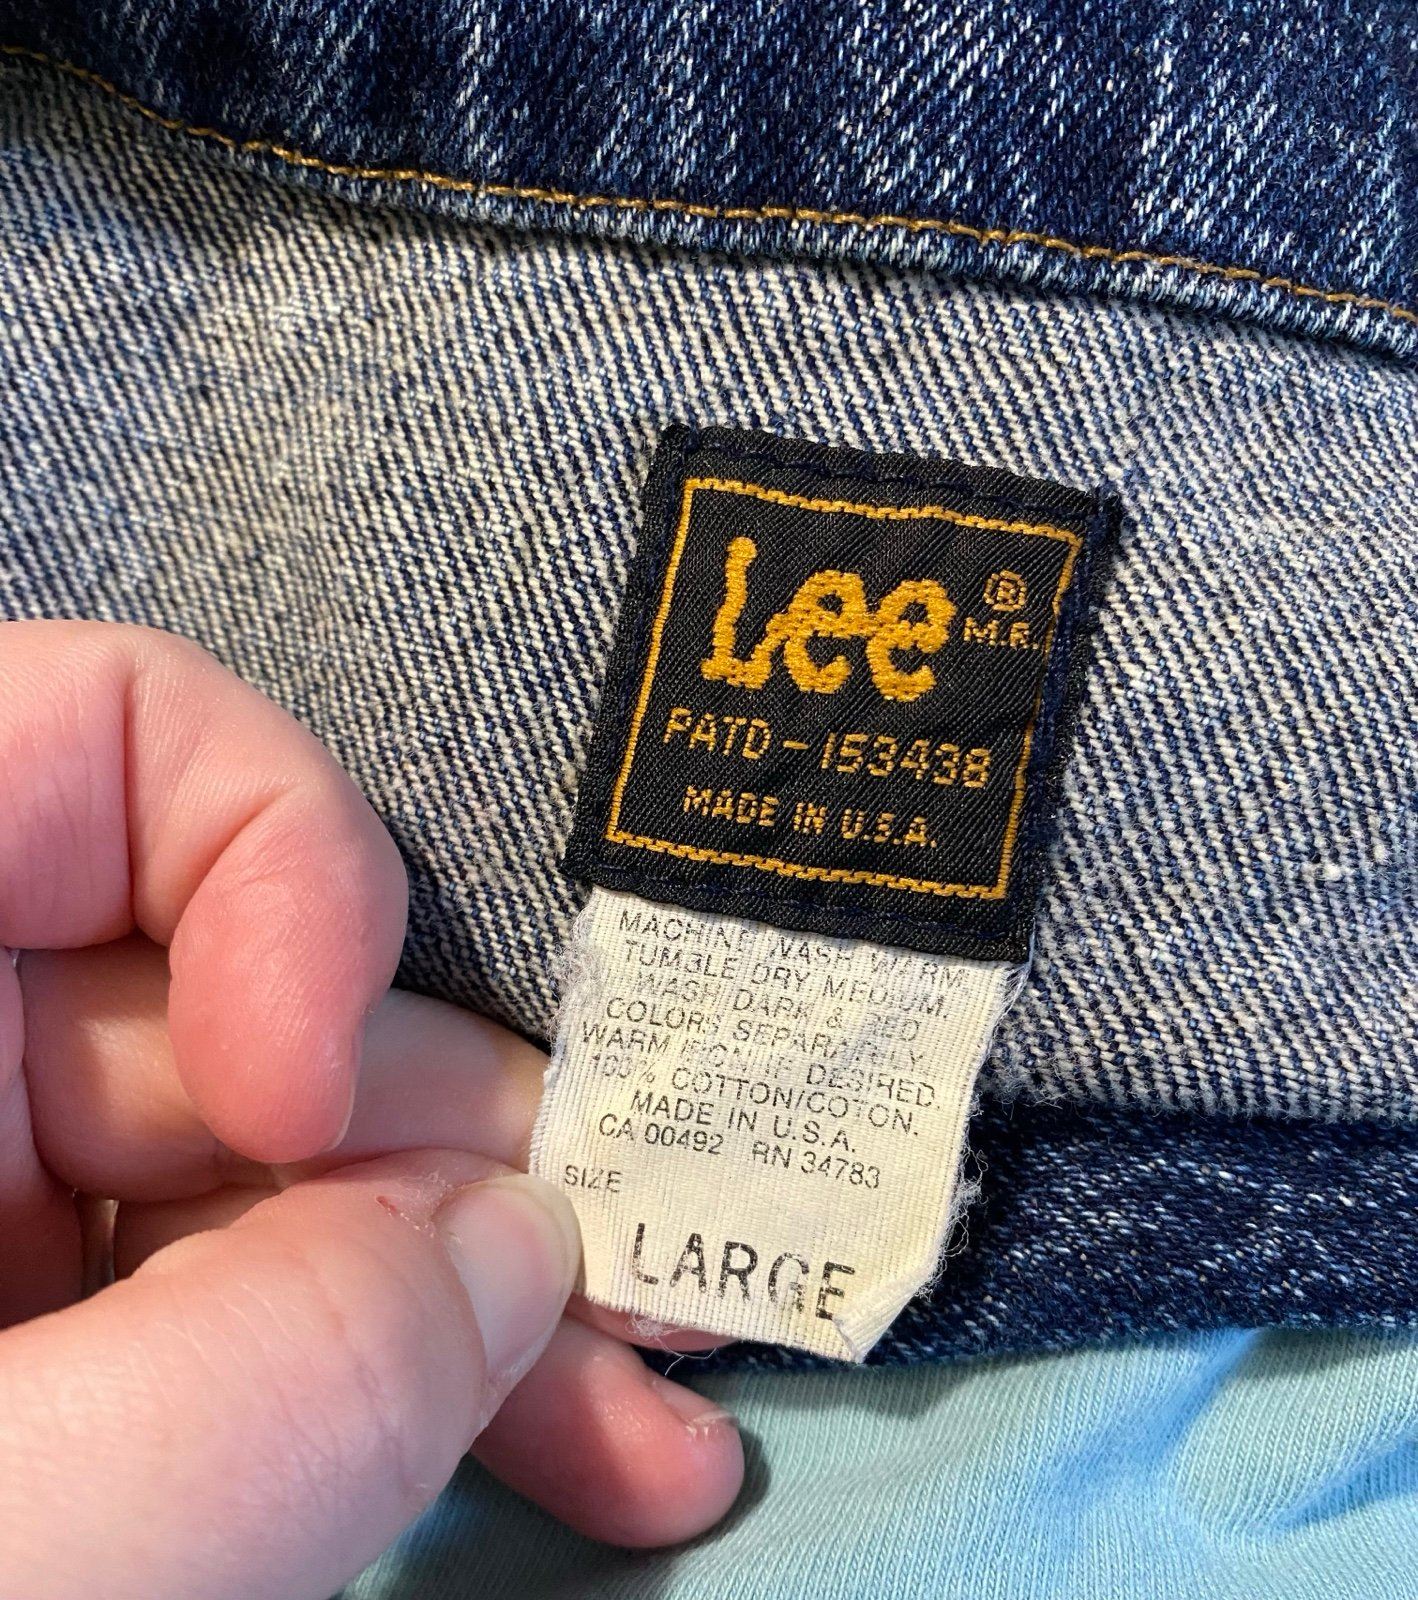 Lee ®
M.R.
PATD-153438
MADE IN U.S.A.
MACHINE WASH WARM.
TUMBLE DRY MEDIUM.
WASH DARK & RED
COLORS SEPARATELY.
WARM IRON IF DESIRED.
100% COTTON/COTON.
MADE IN U.S.A.
CA 00492 RN 34783
SIZE
LARGE